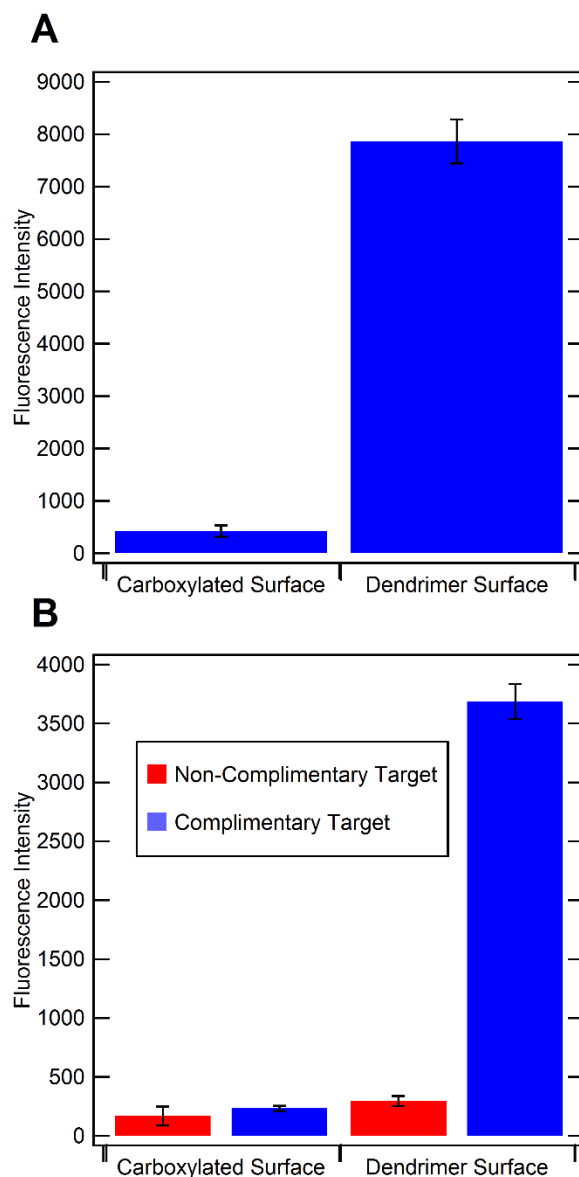 A
Fluorescence Intensity
9000
8000
7000
6000
5000
4000
3000
2000
1000
0
Carboxylated Surface Dendrimer Surface
B
Fluorescence Intensity
4000
3500
3000
2500
2000
1500
1000
500
0
Non-Complimentary Target
Complimentary Target
Carboxylated Surface Dendrimer Surface